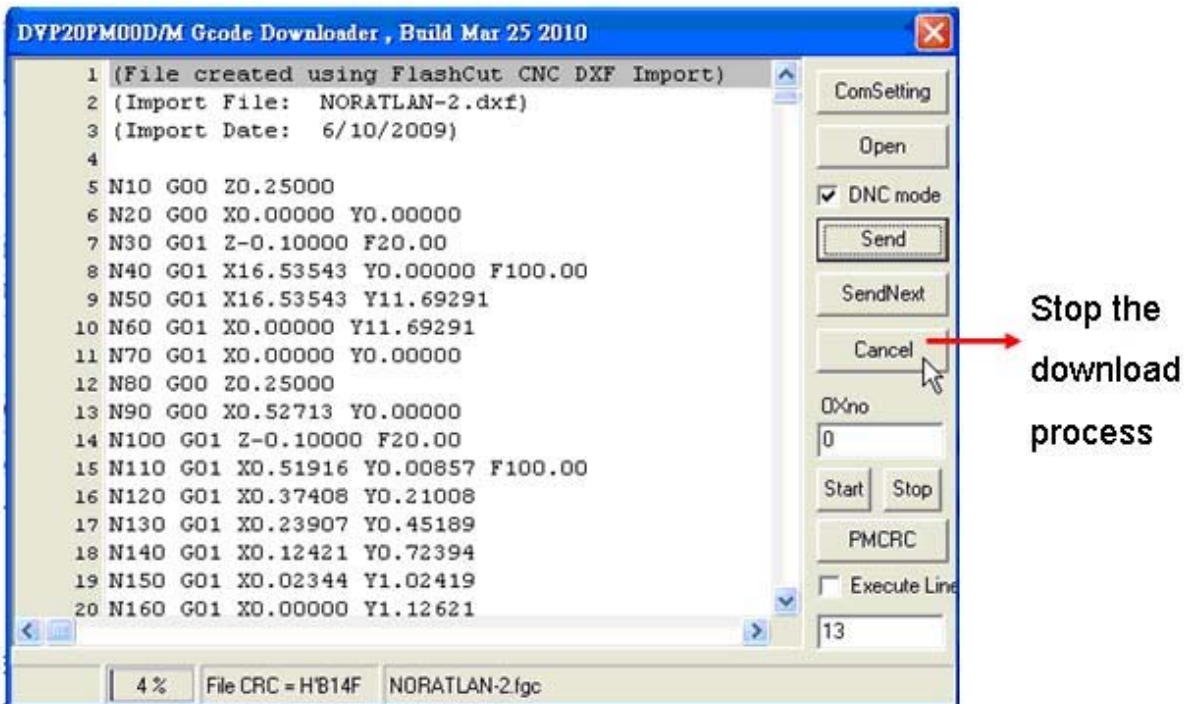 DVP20PM00D/M Gcode Downloader , Build Mar 25 2010
1 (File created using FlashCut CNC DXF Import)
2 (Import File: NORATLAN-2.dxf)
3 (Import Date: 6/10/2009)
4
5 N10 G00 Z0.25000
6 N20 G00 X0.00000 Y0.00000
7 N30 G01 Z-0.10000 F20.00
8 N40 G01 X16.53543 Y0.00000 F100.00
9 N50 G01 X16.53543 Y11.69291
10 N60 G01 X0.00000 Y11.69291
11 N70 G01 X0.00000 Y0.00000
12 N80 G00 Z0.25000
13 N90 G00 X0.52713 Y0.00000
14 N100 G01 Z-0.10000 F20.00
15 N110 G01 X0.51916 Y0.00857 F100.00
16 N120 G01 X0.37408 Y0.21008
17 N130 G01 X0.23907 Y0.45189
18 N140 G01 X0.12421 Y0.72394
19 N150 G01 X0.02344 Y1.02419
20 N160 G01 X0.00000 Y1.12621
ComSetting
Open
DNC mode
Send
SendNext
Cancel
OXno
0
Start Stop
PMCRC
Execute Line
13
4 % File CRC = H'B14F NORATLAN-2.fgc
Stop the
download
process